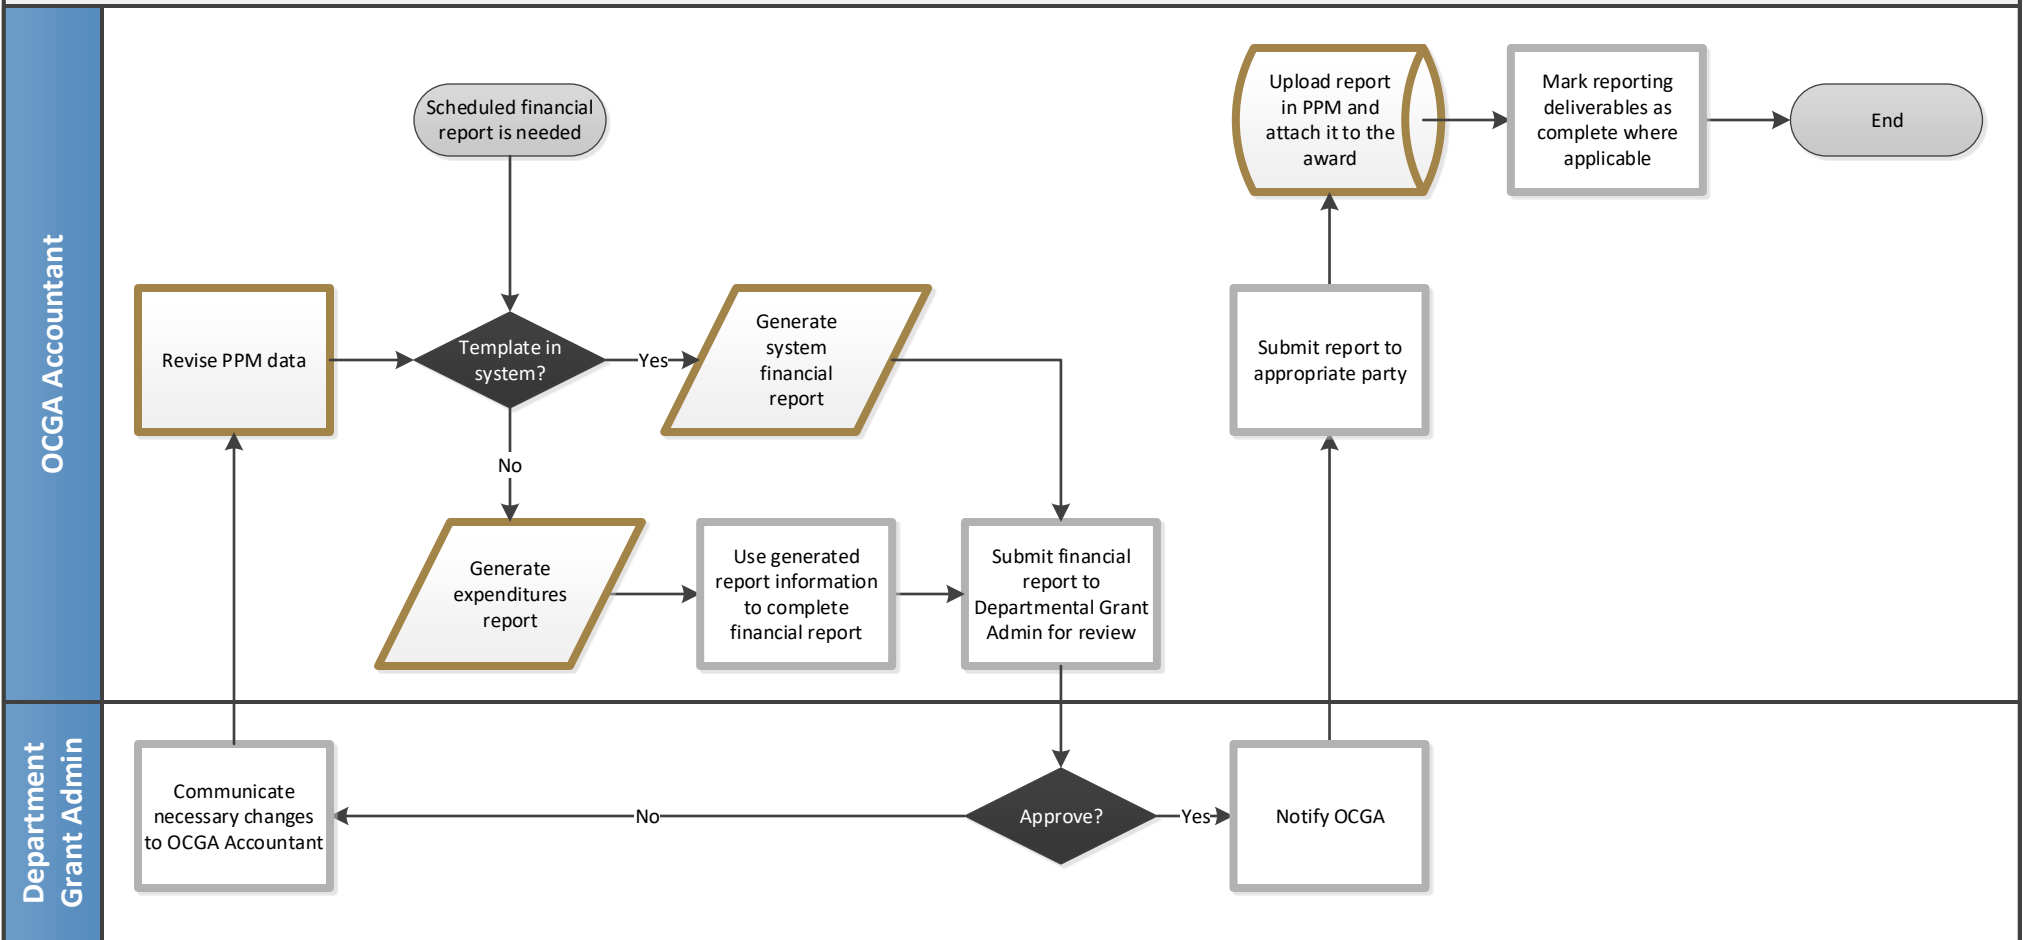 OCGA Accountant
Scheduled financial
report is needed
Upload report
in PPM and
attach it to the
award
Mark reporting
deliverables as
complete where
applicable
End
Revise PPM data
Template in
system?
Yes
Generate
system
financial
report
Submit report to
appropriate party
No
Generate
expenditures
report
Use generated
report information
to complete
financial report
Submit financial
report to
Departmental Grant
Admin for review
Department
Grant Admin
Communicate
necessary changes
to OCGA Accountant
No
Approve?
Yes
Notify OCGA